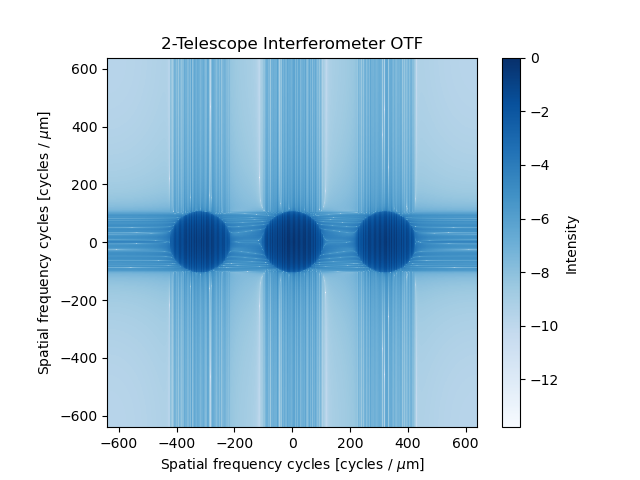 2-Telescope Interferometer OTF
600
400
200
0
−200
−400
−600
Spatial frequency cycles [cycles / μm]
−600 −400 −200 0 200 400 600
Spatial frequency cycles [cycles / μm]
0
−2
−4
−6
−8
−10
−12
Intensity